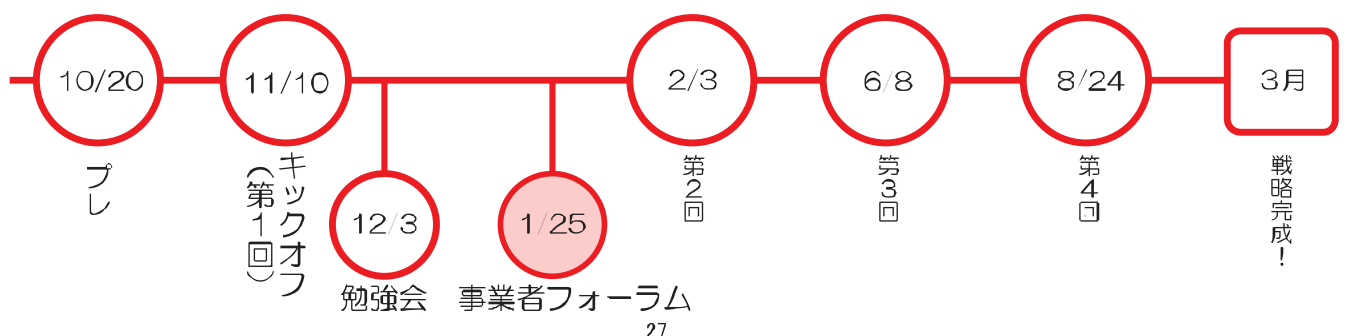 10/20
プレ
11/10
キックオフ
(第1回)
12/3
勉強会
1/25
事業者フォーラム
2/3
第2回
6/8
第3回
8/24
第4回
3月
戦略完成！
27